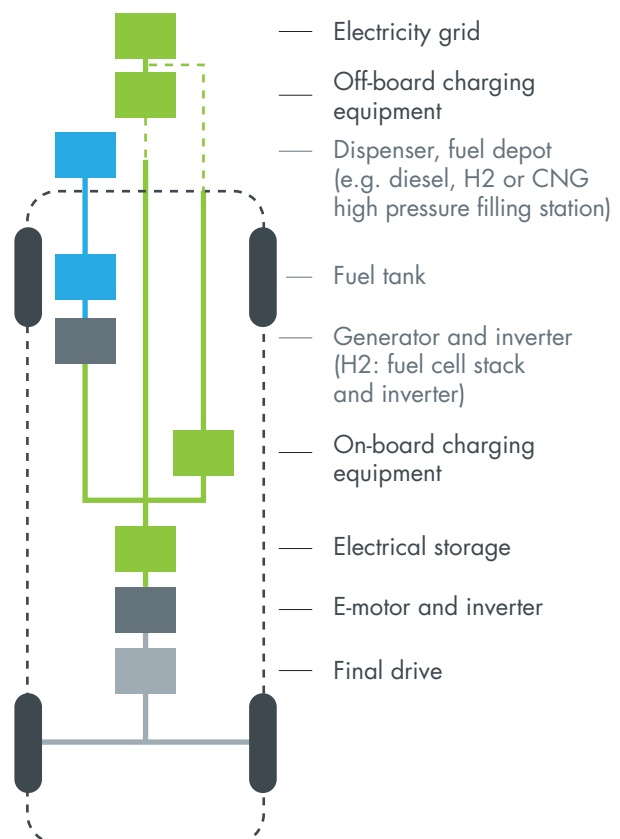 Electricity grid
Off-board charging
equipment
Dispenser, fuel depot
(e.g. diesel, H2 or CNG
high pressure filling station)
Fuel tank
Generator and inverter
(H2: fuel cell stack
and inverter)
On-board charging
equipment
Electrical storage
E-motor and inverter
Final drive